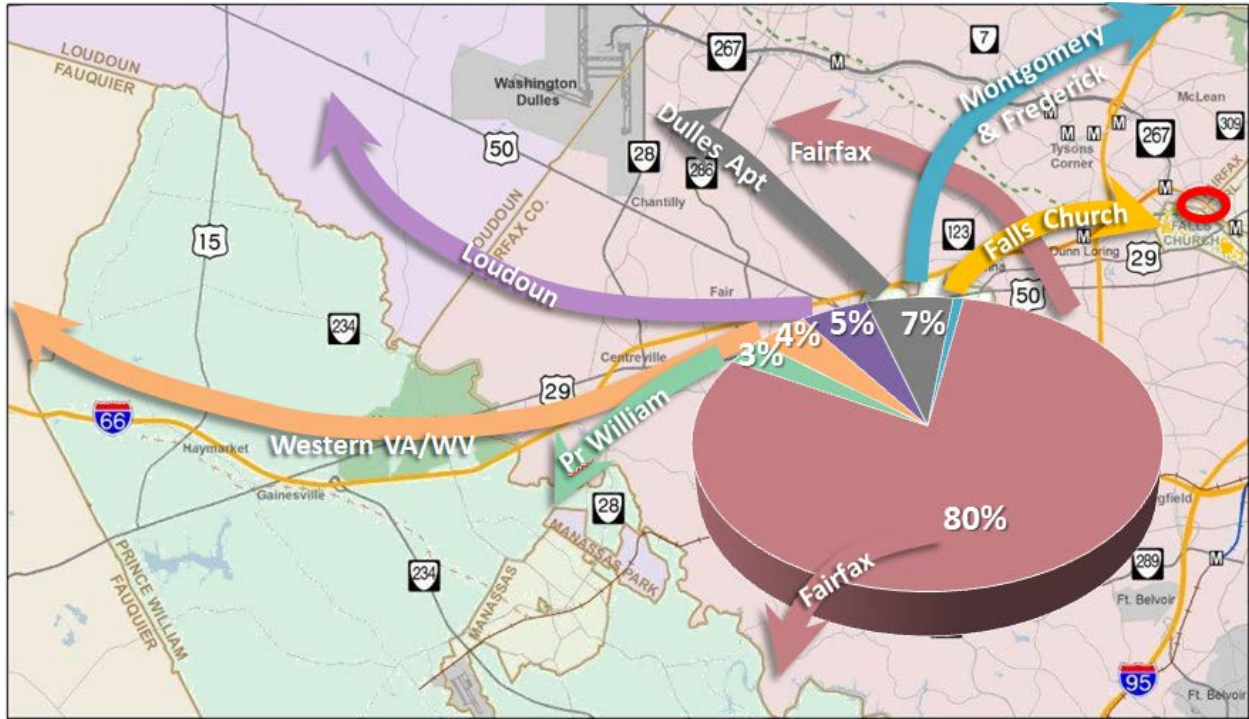 LOUDOUN
FAUQUIER
Washington
Dulles
267
7
Montgomery
& Frederick
McLean
267
309
Tysons
Corner
50
28
286
Dulles Apt
Fairfax
Chantilly
LOUDOUN
15
123
Falls Church
Dunn Loring
29
FALLS
CHURCH
Loudoun
Fair
50
234
Centreville
29
3%
4%
5%
7%
66
Western VA/WV
Pr William
Haymarket
Gainesville
28
80%
MANASSAS PARK
MANASSAS
234
PRINCE WILLIAM
FAUQUIER
Fairfax
289
Ft. Belvoir
95
Ft. Belvoir